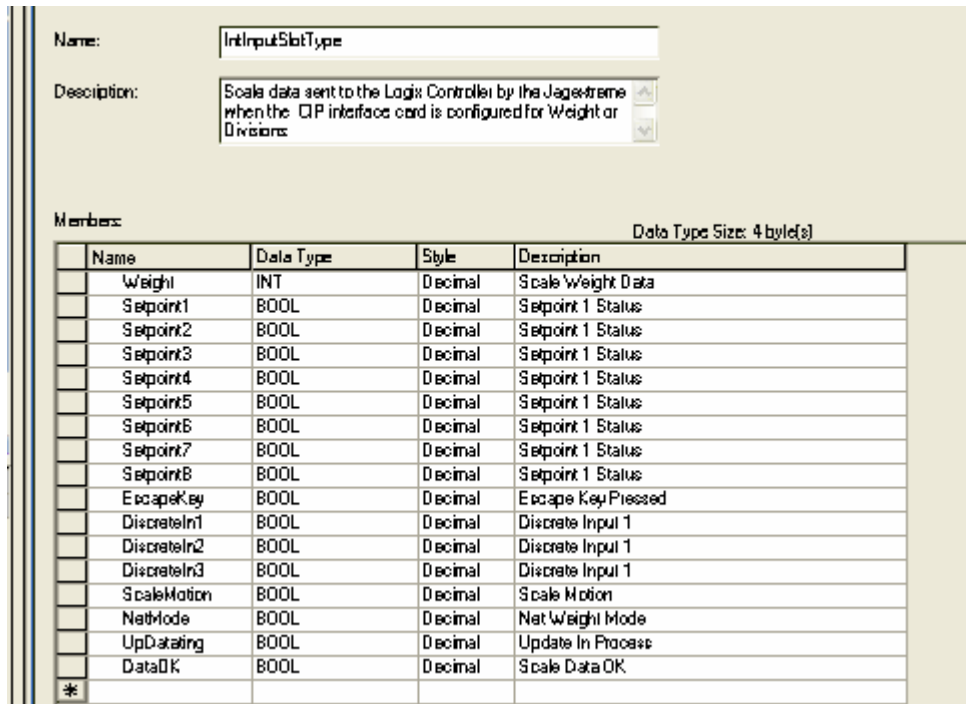 Name: IntInputSlotType
Description: Scale data sent to the Logix Controller by the Jagextreme
when the CIP interface card is configured for Weight or
Divisions
Members: Data Type Size: 4 byte(s)
Name Data Type Style Description
Weight INT Decimal Scale Weight Data
Setpoint1 BOOL Decimal Setpoint 1 Status
Setpoint2 BOOL Decimal Setpoint 1 Status
Setpoint3 BOOL Decimal Setpoint 1 Status
Setpoint4 BOOL Decimal Setpoint 1 Status
Setpoint5 BOOL Decimal Setpoint 1 Status
Setpoint6 BOOL Decimal Setpoint 1 Status
Setpoint7 BOOL Decimal Setpoint 1 Status
Setpoint8 BOOL Decimal Setpoint 1 Status
EscapeKey BOOL Decimal Escape Key Pressed
DiscreteIn1 BOOL Decimal Discrete Input 1
DiscreteIn2 BOOL Decimal Discrete Input 1
DiscreteIn3 BOOL Decimal Discrete Input 1
ScaleMotion BOOL Decimal Scale Motion
NetMode BOOL Decimal Net Weight Mode
UpDatating BOOL Decimal Update In Process
DataOK BOOL Decimal Scale Data OK